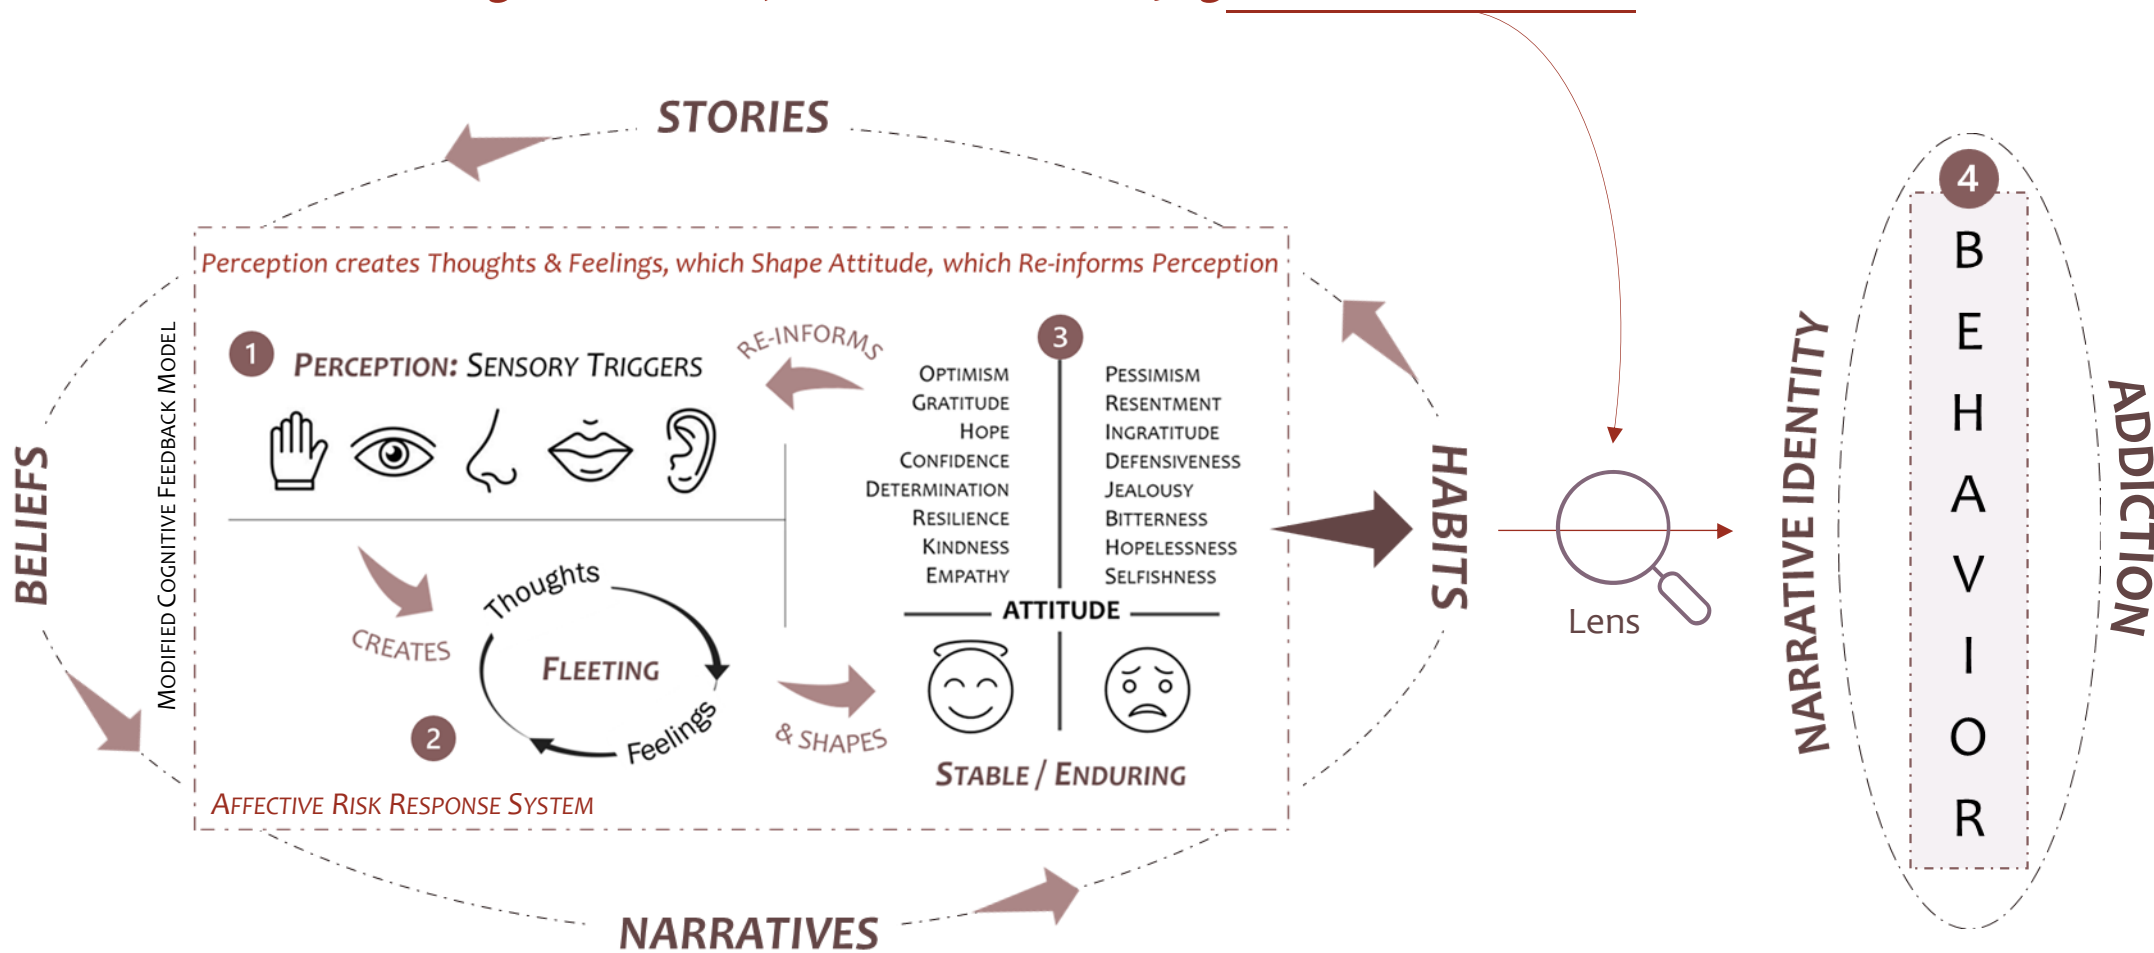 STORIES
Perception creates Thoughts & Feelings, which Shape Attitude, which Re-informs Perception
MODIFIED COGNITIVE FEEDBACK MODEL
BELIEFS
1
PERCEPTION: SENSORY TRIGGERS
RE-INFORMS
CREATES
Thoughts
FLEETING
Feelings
2
& SHAPES
3
OPTIMISM
GRATITUDE
HOPE
CONFIDENCE
DETERMINATION
RESILIENCE
KINDNESS
EMPATHY
PESSIMISM
RESENTMENT
INGRATITUDE
DEFENSIVENESS
JEALOUSY
BITTERNESS
HOPELESSNESS
SELFISHNESS
ATTITUDE
STABLE / ENDURING
AFFECTIVE RISK RESPONSE SYSTEM
NARRATIVES
HABITS
Lens
NARRATIVE IDENTITY
4
BEHAVIOR
ADDICTION